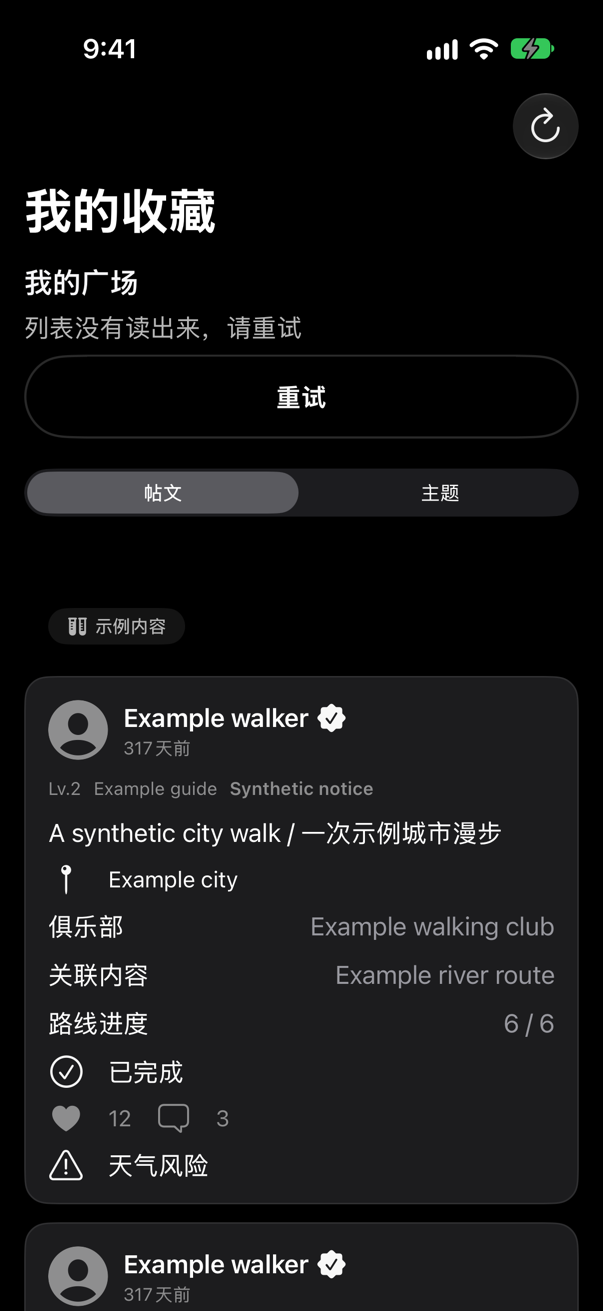 9:41
我的收藏
我的广场
列表没有读出来，请重试
重试
帖文
主题
示例内容
Example walker
317天前
Lv.2 Example guide Synthetic notice
A synthetic city walk / 一次示例城市漫步
Example city
俱乐部 Example walking club
关联内容 Example river route
路线进度 6 / 6
已完成
12 3
天气风险
Example walker
317天前